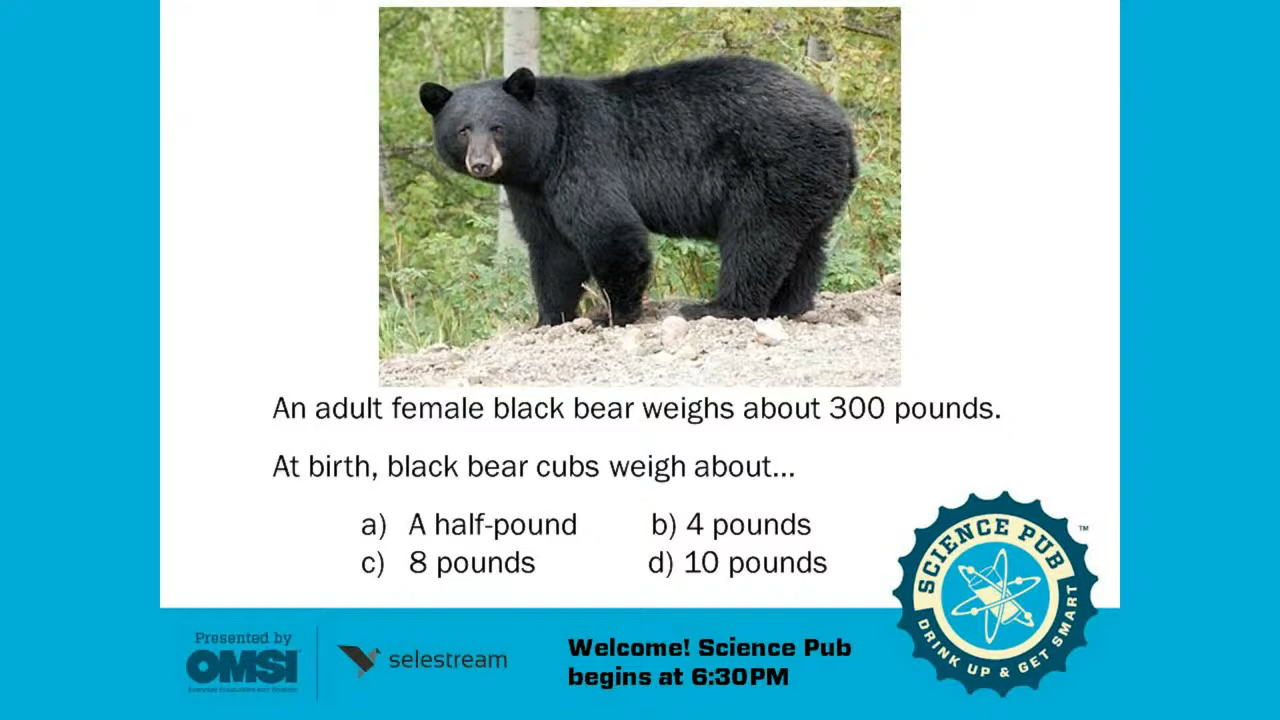 An adult female black bear weighs about 300 pounds.
At birth, black bear cubs weigh about...
a) A half-pound b) 4 pounds
c) 8 pounds d) 10 pounds
SCIENCE PUB
™
DRINK UP & GET SMART
Presented by
OMSI
selestream
Welcome! Science Pub
begins at 6:30PM